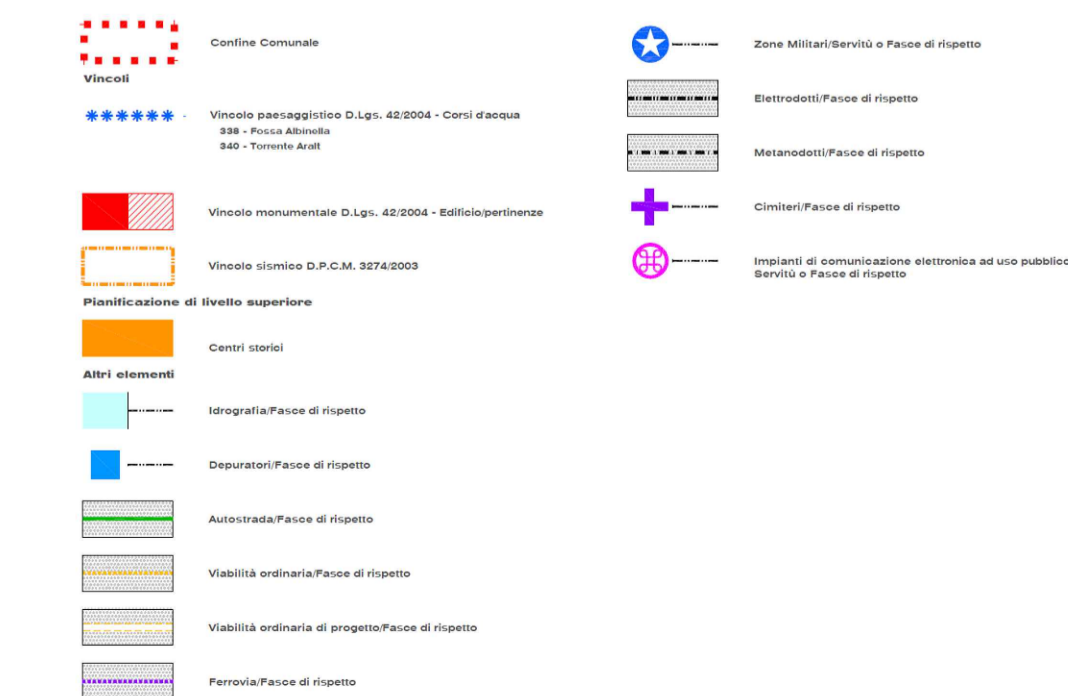 Confine Comunale
Vincoli
Vincolo paesaggistico D.Lgs. 42/2004 - Corsi d'acqua
338 - Fossa Albinella
340 - Torrente Aralt
Vincolo monumentale D.Lgs. 42/2004 - Edificio/pertinenze
Vincolo sismico D.P.C.M. 3274/2003
Pianificazione di livello superiore
Centri storici
Altri elementi
Idrografia/Fasce di rispetto
Depuratori/Fasce di rispetto
Autostrada/Fasce di rispetto
Viabilità ordinaria/Fasce di rispetto
Viabilità ordinaria di progetto/Fasce di rispetto
Ferrovia/Fasce di rispetto
Zone Militari/Servitù o Fasce di rispetto
Elettrodotti/Fasce di rispetto
Metanodotti/Fasce di rispetto
Cimiteri/Fasce di rispetto
Impianti di comunicazione elettronica ad uso pubblico
Servitù o Fasce di rispetto